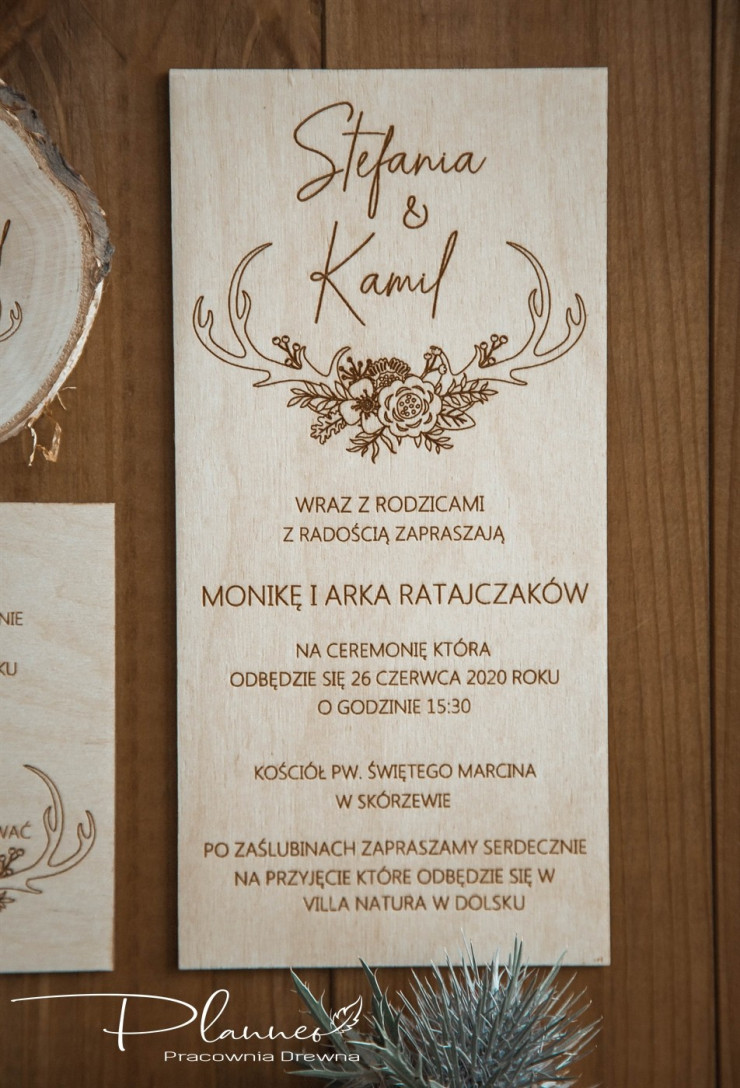 Stefania
&
Kamil
WRAZ Z RODZICAMI
Z RADOŚCIĄ ZAPRASZAJĄ
MONIKĘ I ARKA RATAJCZAKÓW
NA CEREMONIĘ KTÓRA
ODBĘDZIE SIĘ 26 CZERWCA 2020 ROKU
O GODZINIE 15:30
KOŚCIÓŁ PW. ŚWIĘTEGO MARCINA
W SKÓRZEWIE
PO ZAŚLUBINACH ZAPRASZAMY SERDECZNIE
NA PRZYJĘCIE KTÓRE ODBĘDZIE SIĘ W
VILLA NATURA W DOLSKU
Planneo
Pracownia Drewna